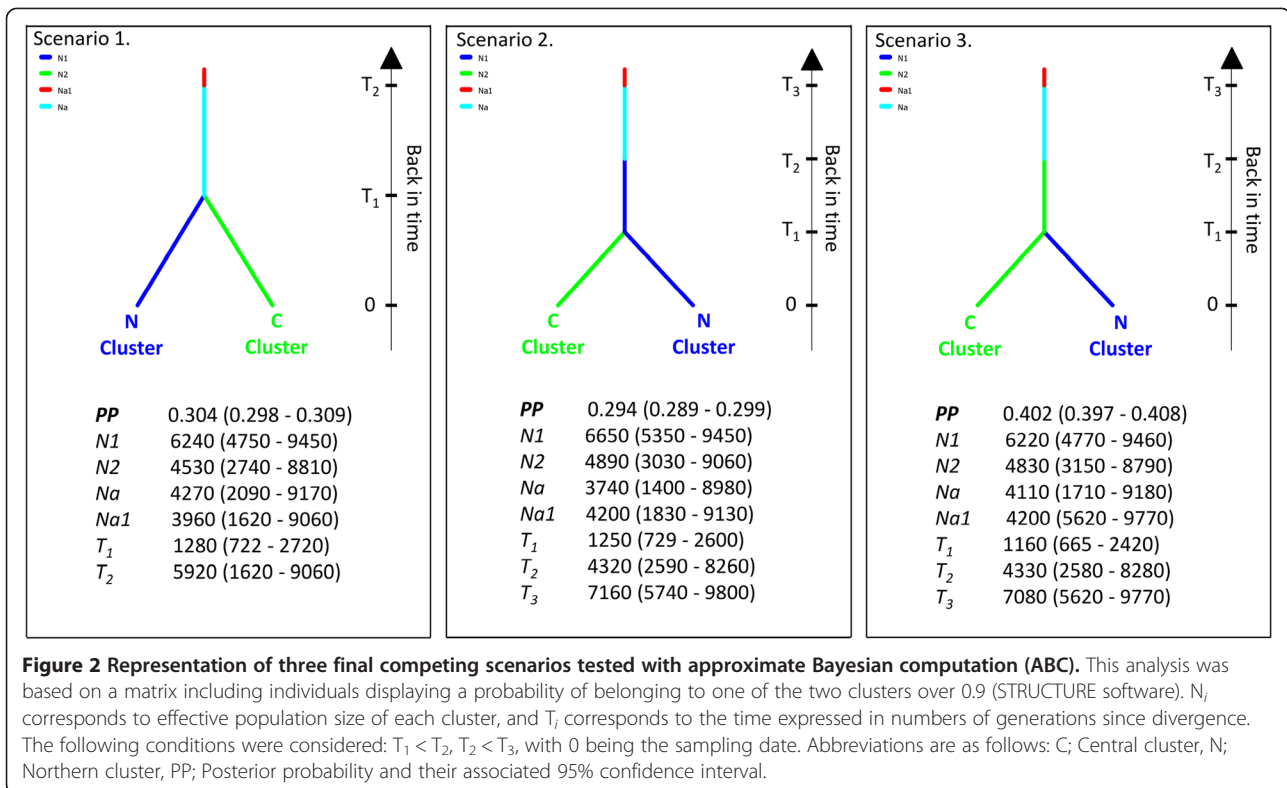 Scenario 1.
N1
N2
Na1
Na
T2
T1
0
Back in time
N
Cluster
C
Cluster
PP 0.304 (0.298 - 0.309)
N1 6240 (4750 - 9450)
N2 4530 (2740 - 8810)
Na 4270 (2090 - 9170)
Na1 3960 (1620 - 9060)
T1 1280 (722 - 2720)
T2 5920 (1620 - 9060)
Scenario 2.
N1
N2
Na1
Na
T3
T2
T1
0
Back in time
C
Cluster
N
Cluster
PP 0.294 (0.289 - 0.299)
N1 6650 (5350 - 9450)
N2 4890 (3030 - 9060)
Na 3740 (1400 - 8980)
Na1 4200 (1830 - 9130)
T1 1250 (729 - 2600)
T2 4320 (2590 - 8260)
T3 7160 (5740 - 9800)
Scenario 3.
N1
N2
Na1
Na
T3
T2
T1
0
Back in time
C
Cluster
N
Cluster
PP 0.402 (0.397 - 0.408)
N1 6220 (4770 - 9460)
N2 4830 (3150 - 8790)
Na 4110 (1710 - 9180)
Na1 4200 (5620 - 9770)
T1 1160 (665 - 2420)
T2 4330 (2580 - 8280)
T3 7080 (5620 - 9770)
Figure 2 Representation of three final competing scenarios tested with approximate Bayesian computation (ABC). This analysis was
based on a matrix including individuals displaying a probability of belonging to one of the two clusters over 0.9 (STRUCTURE software). Ni
corresponds to effective population size of each cluster, and Ti corresponds to the time expressed in numbers of generations since divergence.
The following conditions were considered: T1 < T2, T2 < T3, with 0 being the sampling date. Abbreviations are as follows: C; Central cluster, N;
Northern cluster, PP; Posterior probability and their associated 95% confidence interval.